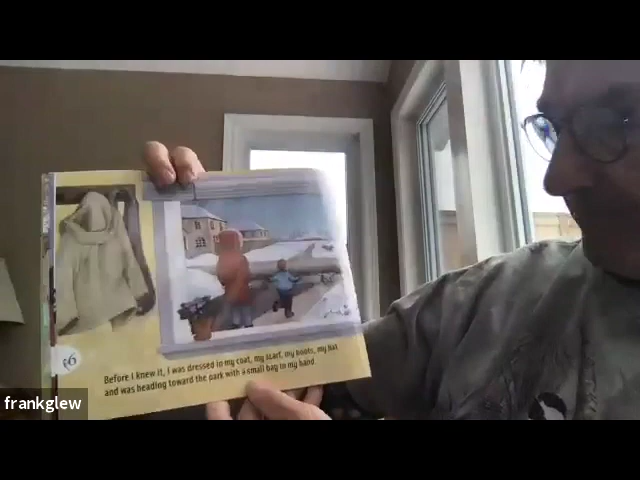 Before I knew it, I was dressed in my coat, my scarf, my boots, my hat
and was heading toward the park with a small bag in my hand
frankglew